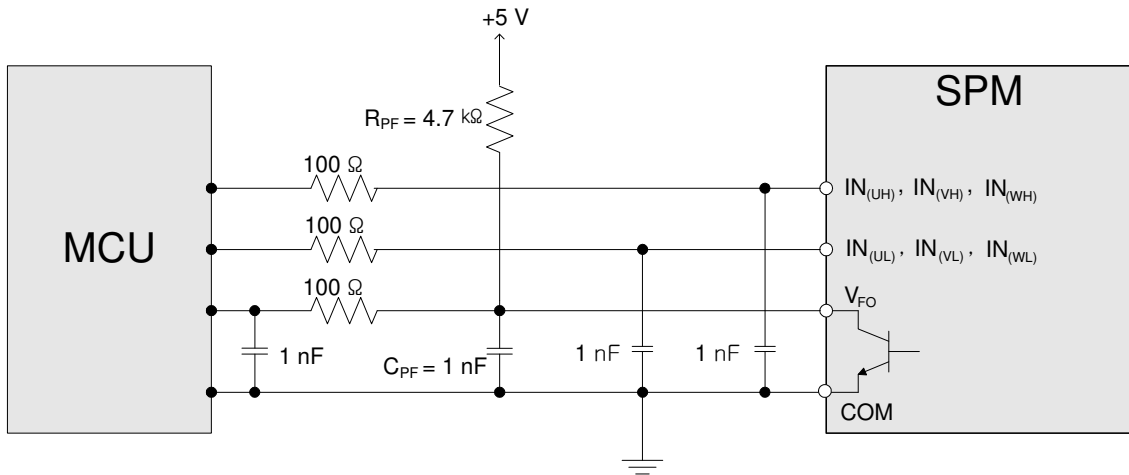 +5 V
SPM
R_PF = 4.7 kΩ
100 Ω
IN_(UH) , IN_(VH) , IN_(WH)
MCU
100 Ω
IN_(UL) , IN_(VL) , IN_(WL)
100 Ω
V_FO
1 nF
C_PF = 1 nF
1 nF
1 nF
COM